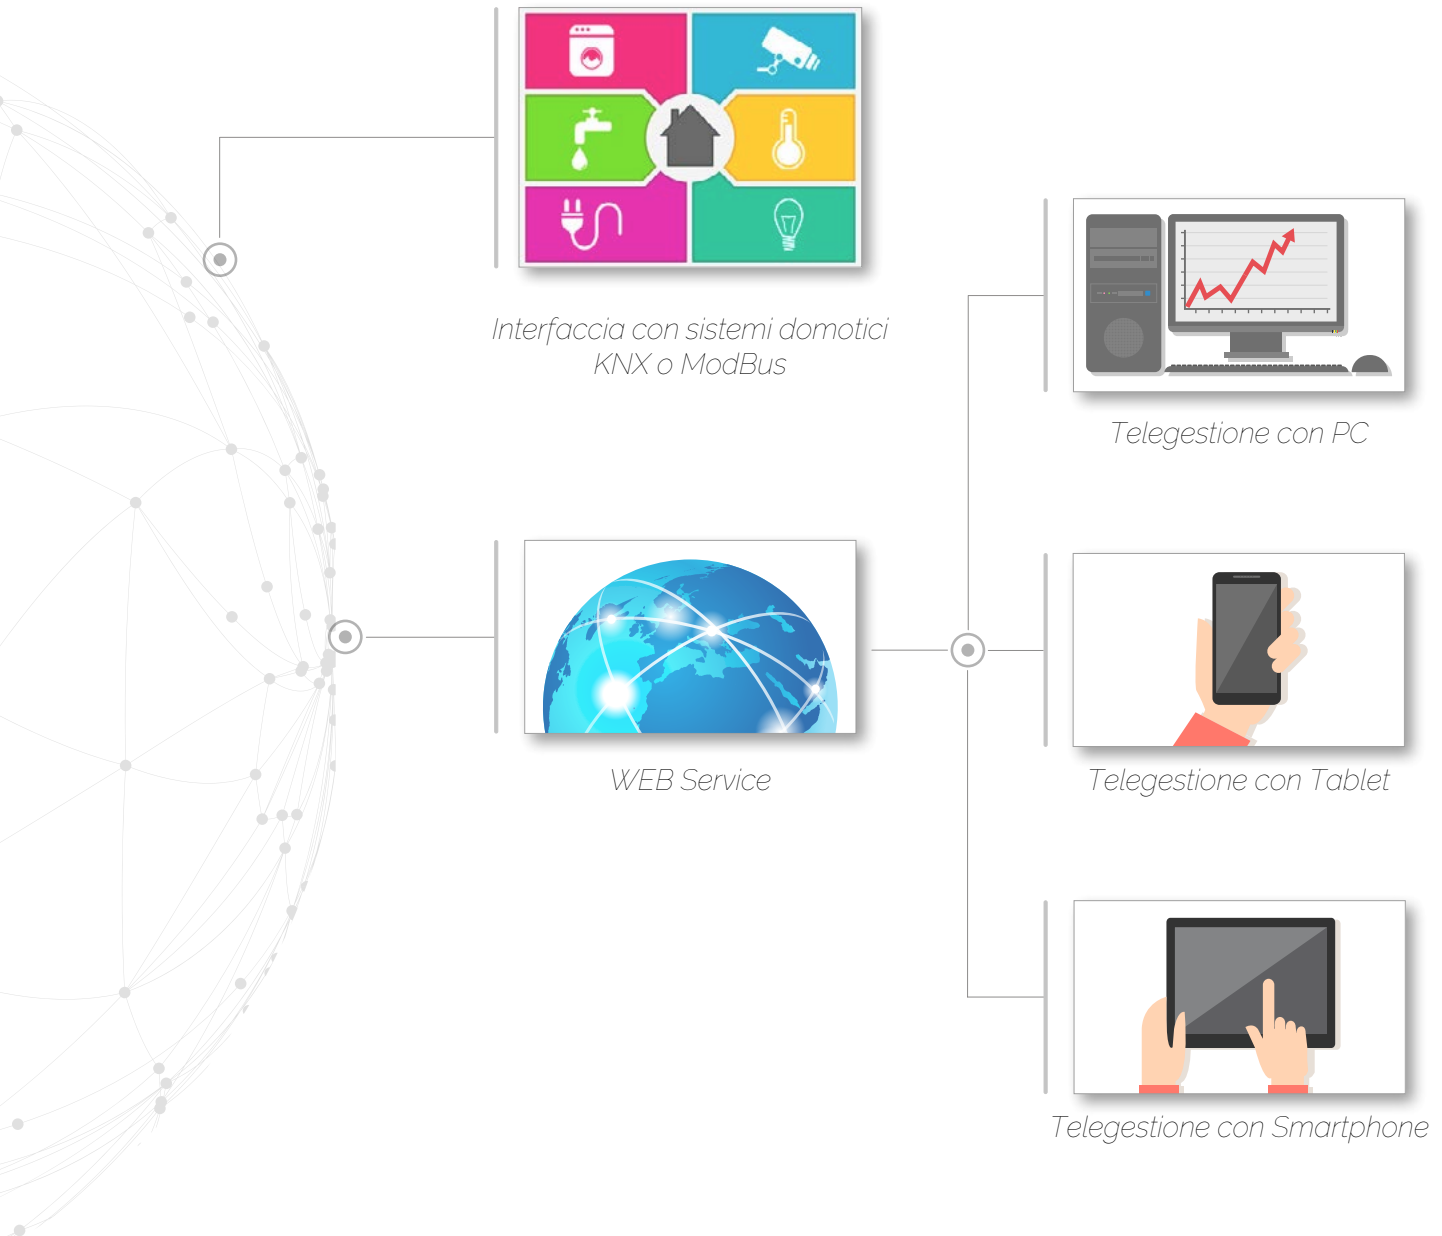 Interfaccia con sistemi domotici
KNX o ModBus
Telegestione con PC
WEB Service
Telegestione con Tablet
Telegestione con Smartphone